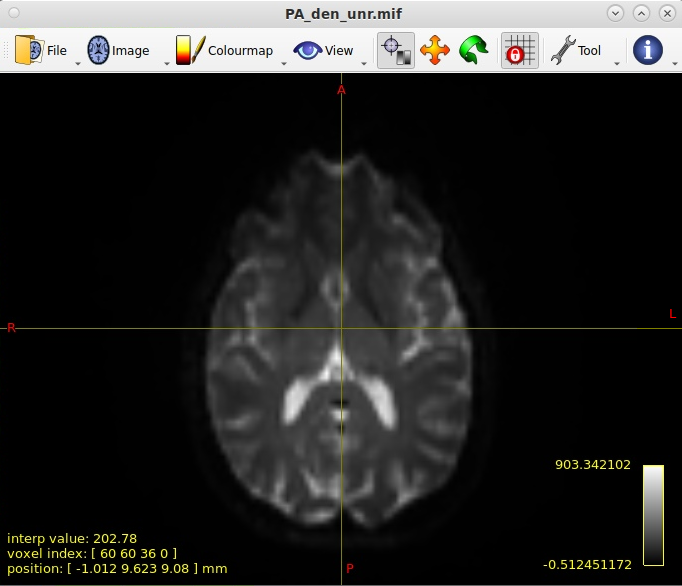 PA_den_unr.mif
File
Image
Colourmap
View
Tool
A
R
L
903.342102
interp value: 202.78
voxel index: [ 60 60 36 0 ]
position: [ -1.012 9.623 9.08 ] mm
P
-0.512451172